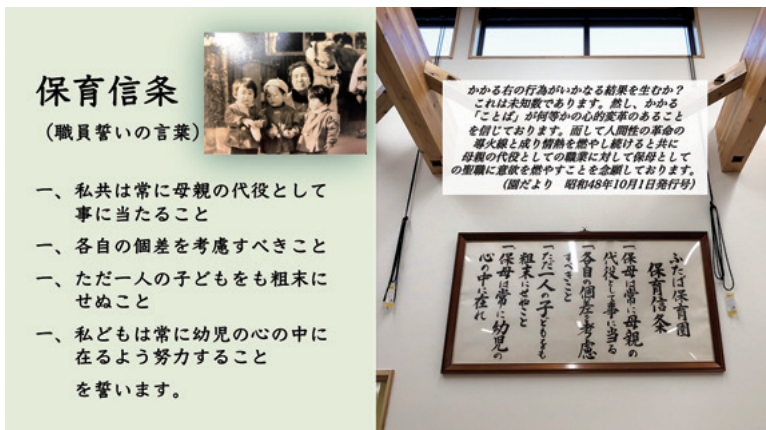 保育信条
（職員誓いの言葉）
一、私共は常に母親の代役として
事に当たること
一、各自の個差を考慮すべきこと
一、ただ一人の子どもをも粗末に
せぬこと
一、私どもは常に幼児の心の中に
在るよう努力すること
を誓います。
かかる右の行為がいかなる結果を生むか？
これは未知数であります。然し、かかる
「ことば」が何等かの心的変革のあること
を信じております。而して人間性の革命の
導火線と成り情熱を燃やし続けると共に
母親の代役としての職業に対して保母として
の聖職に意欲を燃やすことを念願しております。
（園だより　昭和48年10月1日発行号）
ふたば保育園
保育信条
一、保母は常に母親の
代役として事に当る
一、各自の個差を考慮
すべきこと
一、ただ一人の子どもをも
粗末にせぬこと
一、保母は常に幼児の
心の中に在れ